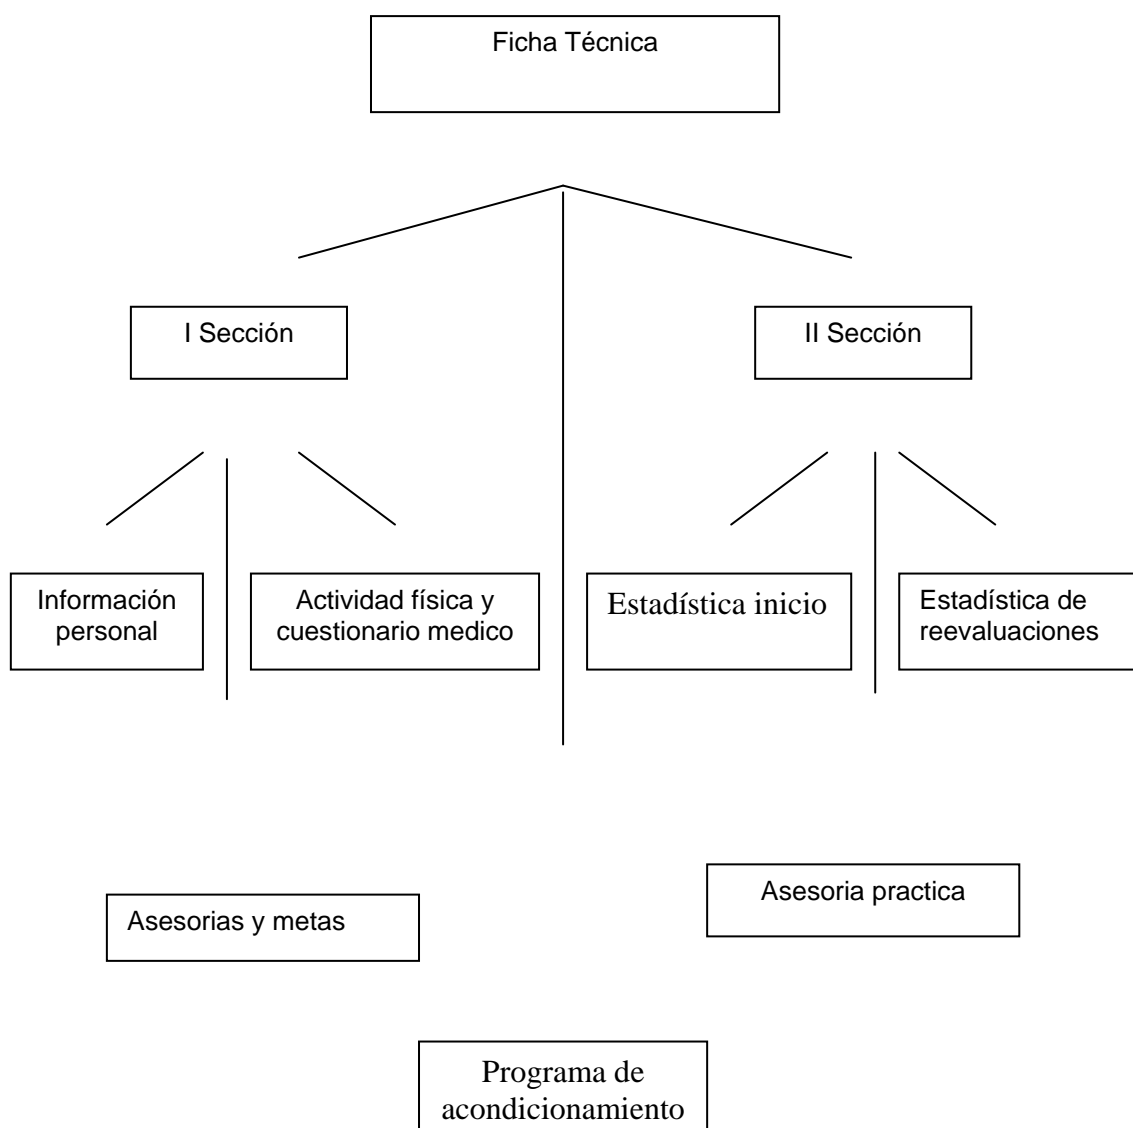 Ficha Técnica
I Sección
II Sección
Información
personal
Actividad física y
cuestionario medico
Estadística inicio
Estadística de
reevaluaciones
Asesorias y metas
Asesoria practica
Programa de
acondicionamiento